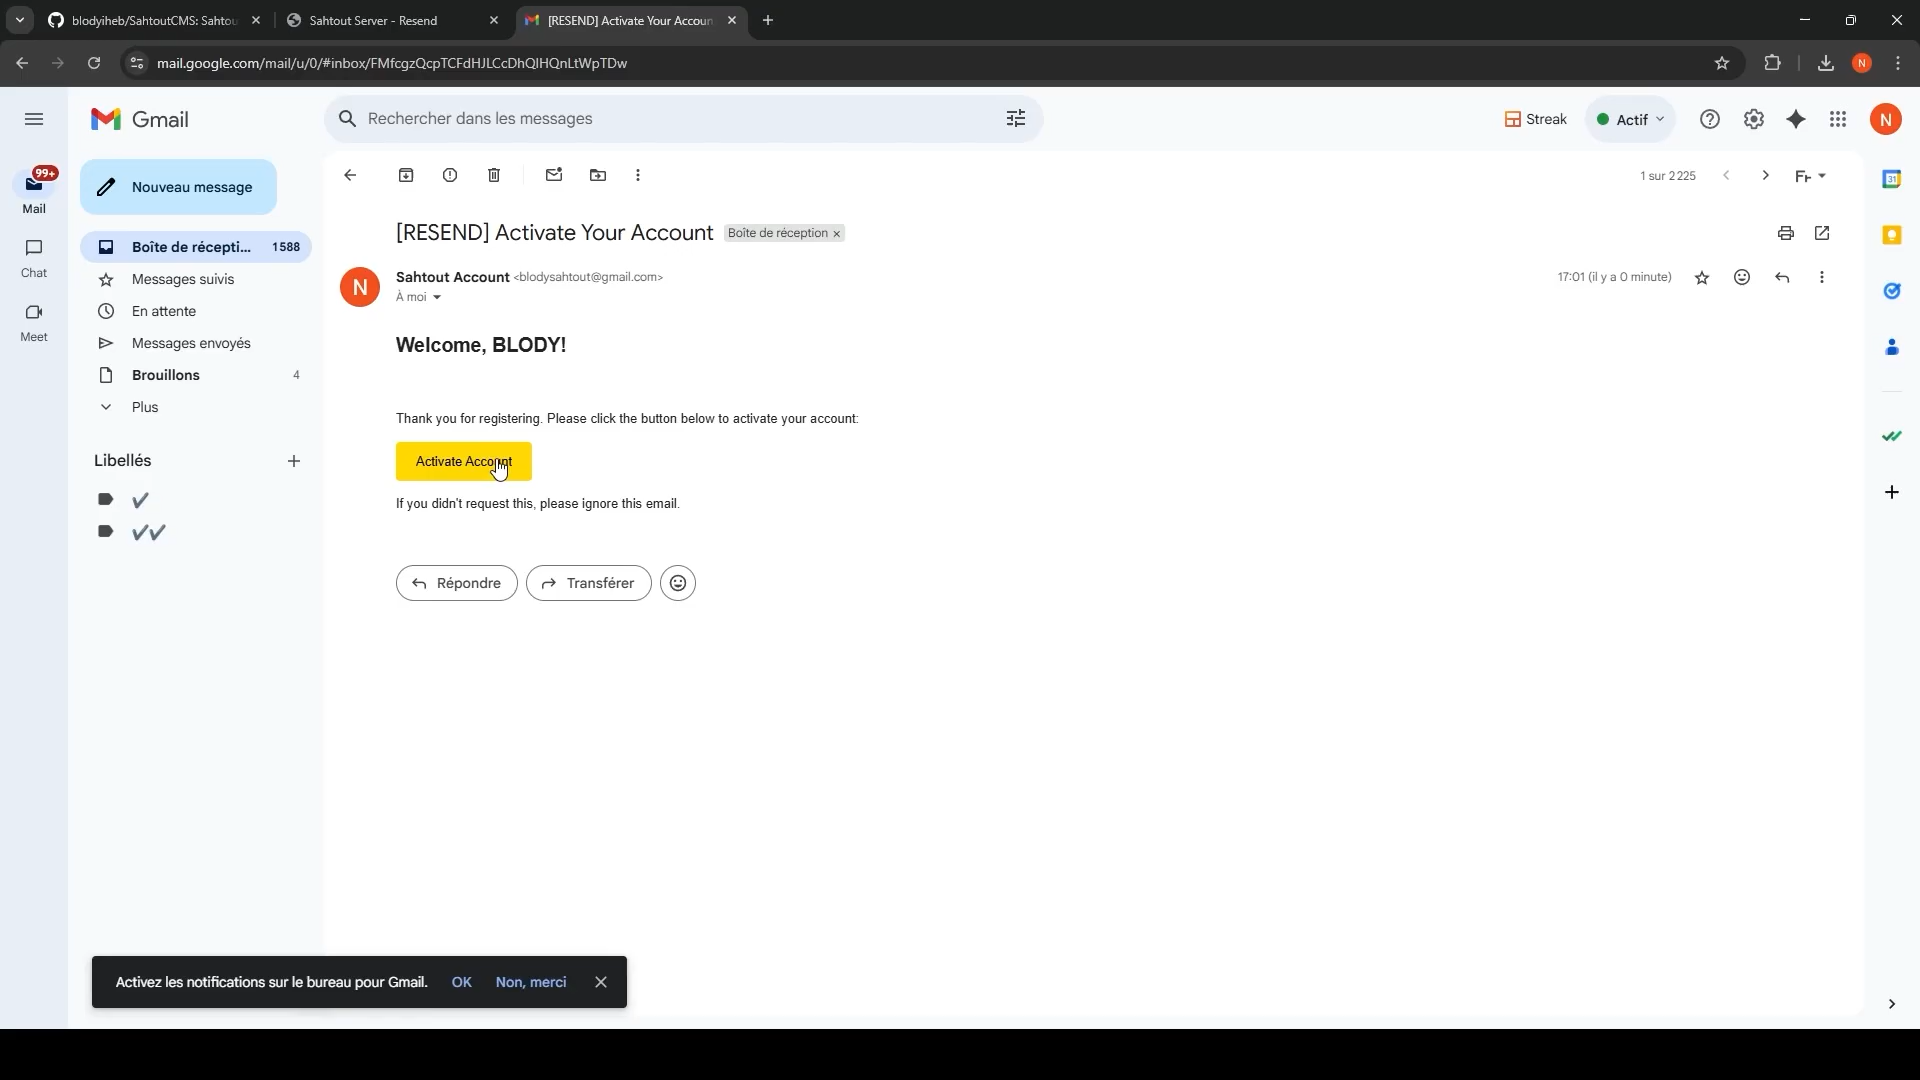 blodyiheb/SahtoutCMS: Sahtou
Sahtout Server - Resend
[RESEND] Activate Your Accoun
mail.google.com/mail/u/0/#inbox/FMfcgzQcpTCFdHJLCcDhQlHQnLtWpTDw
N
Gmail
Rechercher dans les messages
Streak
Actif
N
99+
Mail
Chat
Meet
Nouveau message
Boîte de récepti... 1 588
Messages suivis
En attente
Messages envoyés
Brouillons 4
Plus
Libellés
1 sur 2 225
Fr
[RESEND] Activate Your Account
Boîte de réception ×
N
Sahtout Account <blodysahtout@gmail.com>
À moi
17:01 (il y a 0 minute)
Welcome, BLODY!
Thank you for registering. Please click the button below to activate your account:
Activate Account
If you didn't request this, please ignore this email.
Répondre
Transférer
31
Activez les notifications sur le bureau pour Gmail. OK Non, merci